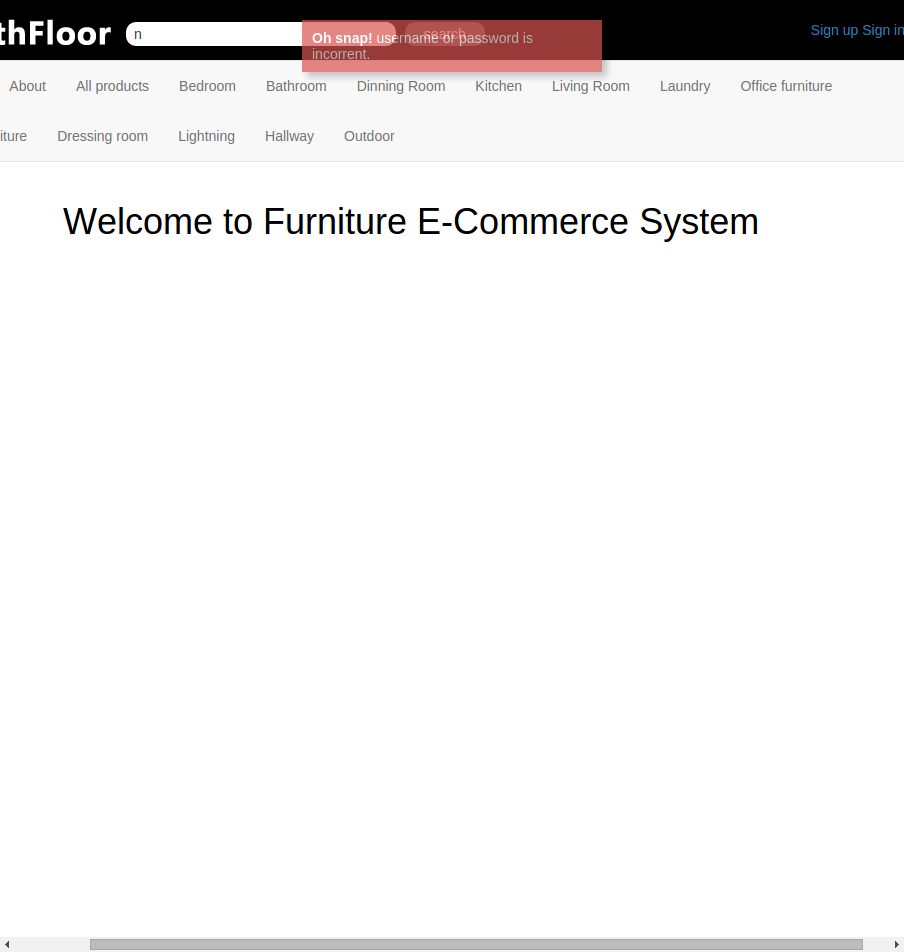 thFloor n search Sign up Sign in
Oh snap! username or password is
incorrent.
About All products Bedroom Bathroom Dinning Room Kitchen Living Room Laundry Office furniture
iture Dressing room Lightning Hallway Outdoor
Welcome to Furniture E-Commerce System